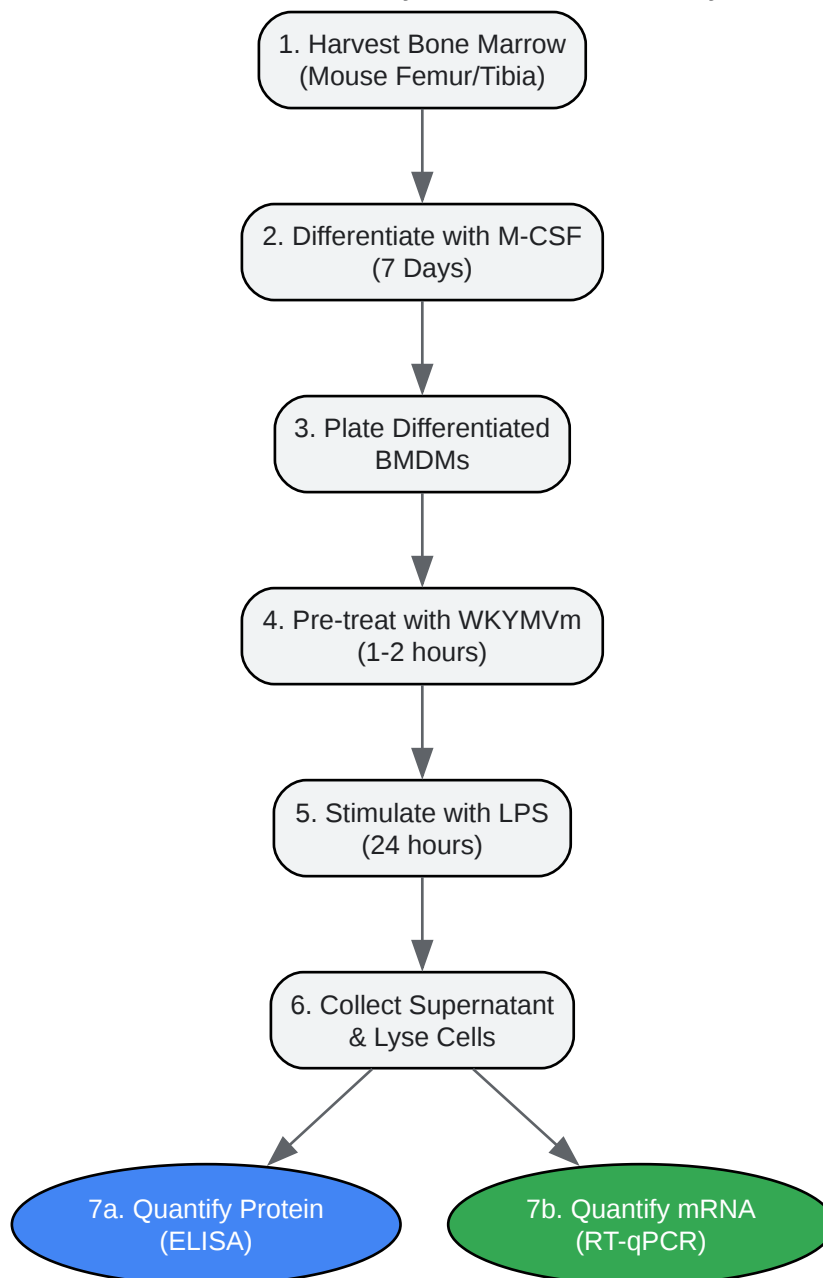 1. Harvest Bone Marrow
(Mouse Femur/Tibia)
2. Differentiate with M-CSF
(7 Days)
3. Plate Differentiated
BMDMs
4. Pre-treat with WKYMVm
(1-2 hours)
5. Stimulate with LPS
(24 hours)
6. Collect Supernatant
& Lyse Cells
7a. Quantify Protein
(ELISA)
7b. Quantify mRNA
(RT-qPCR)